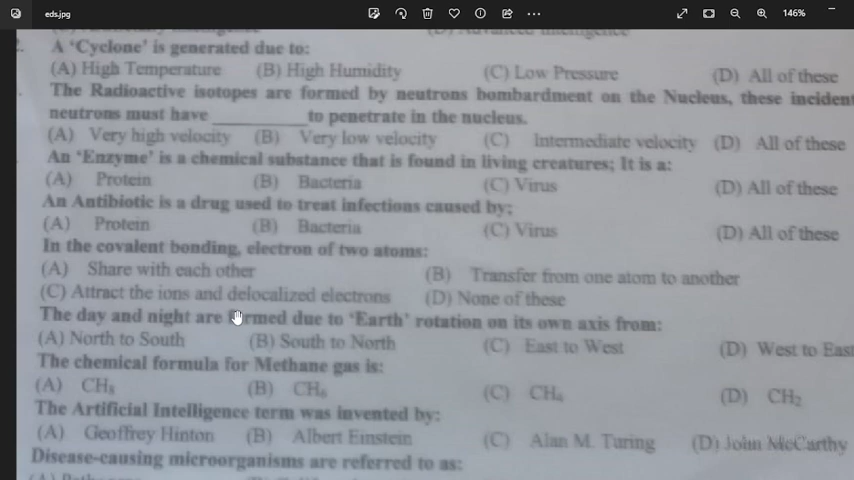 eds.jpg
146%
A 'Cyclone' is generated due to:
(A) High Temperature (B) High Humidity (C) Low Pressure (D) All of these
The Radioactive isotopes are formed by neutrons bombardment on the Nucleus, these incident
neutrons must have __________ to penetrate in the nucleus.
(A) Very high velocity (B) Very low velocity (C) Intermediate velocity (D) All of these
An 'Enzyme' is a chemical substance that is found in living creatures; It is a:
(A) Protein (B) Bacteria (C) Virus (D) All of these
An Antibiotic is a drug used to treat infections caused by;
(A) Protein (B) Bacteria (C) Virus (D) All of these
In the covalent bonding, electron of two atoms:
(A) Share with each other (B) Transfer from one atom to another
(C) Attract the ions and delocalized electrons (D) None of these
The day and night are formed due to 'Earth' rotation on its own axis from:
(A) North to South (B) South to North (C) East to West (D) West to East
The chemical formula for Methane gas is:
(A) CH₈ (B) CH₆ (C) CH₄ (D) CH₂
The Artificial Intelligence term was invented by:
(A) Geoffrey Hinton (B) Albert Einstein (C) Alan M. Turing (D) John McCarthy
Disease-causing microorganisms are referred to as: